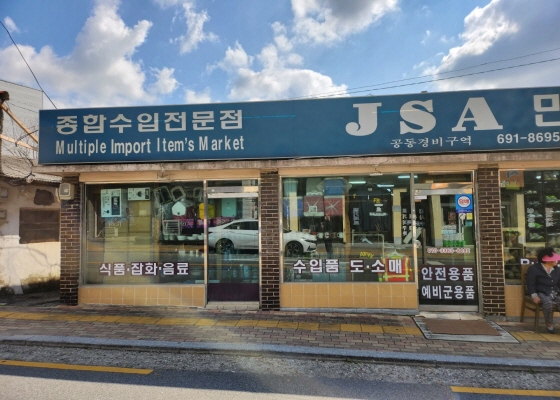 종합수입전문점
Multiple Import Item's Market
JSA 민
공동경비구역 691-8695
식품·잡화·음료
수입품 도·소매
안전용품
예비군용품